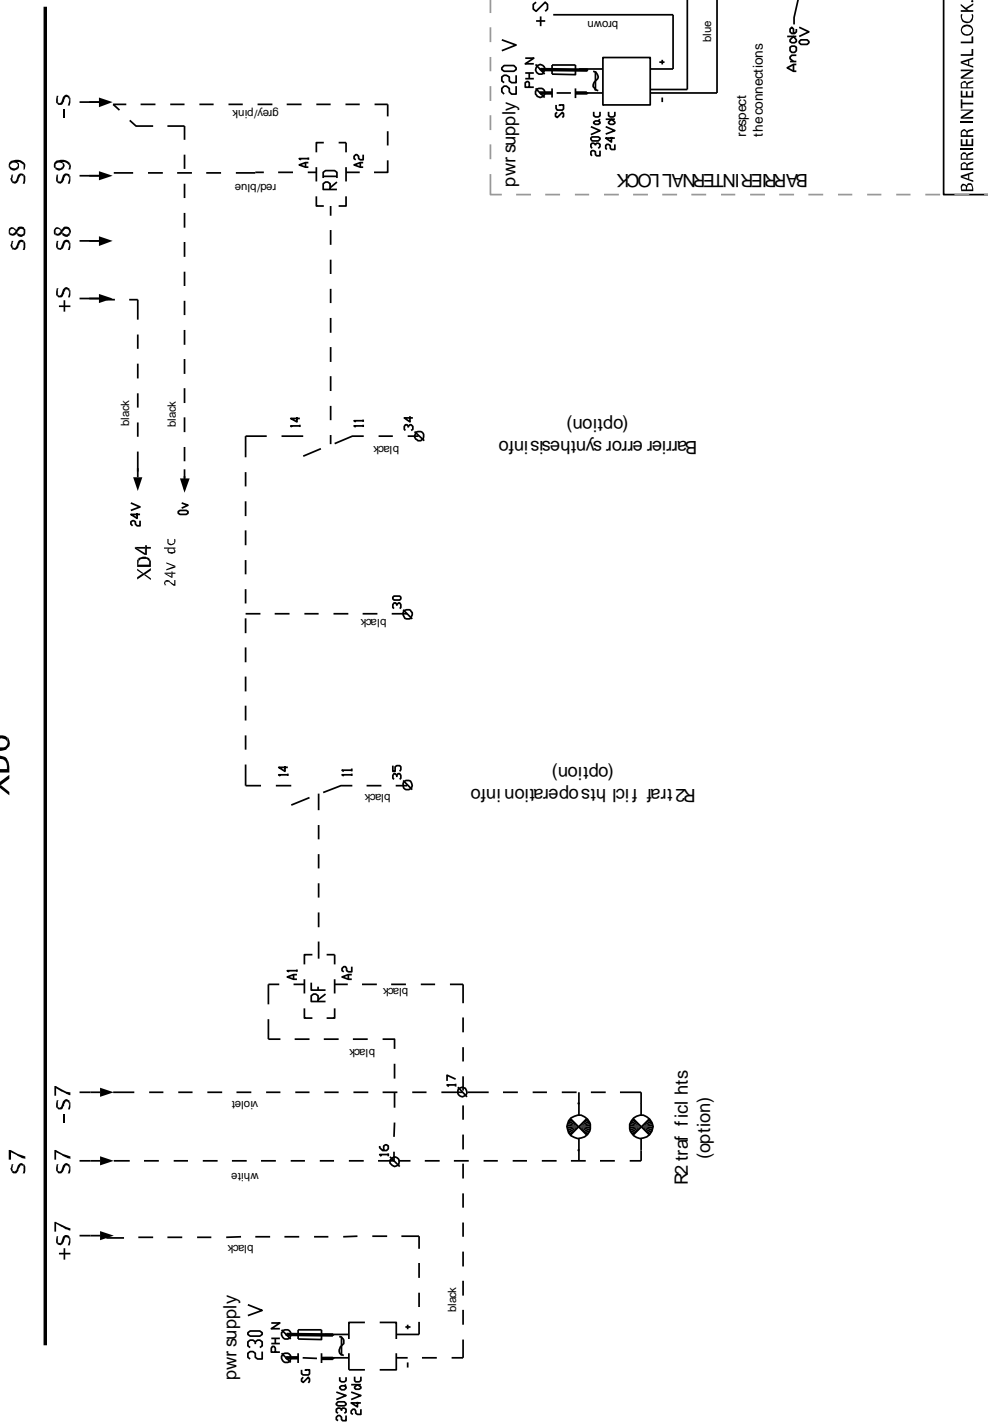 XD6
S7
S8
S9
+S7
S7
-S7
+S
S8
S9
-S
black
white
violet
black
black
red/blue
grey/pink
pwr supply
230 V
PH N
SG
230Vac
24Vdc
+
-
black
16
17
black
black
A1
RF
A2
R2 traf ficl hts
(option)
14
11
black
35
R2 traf ficl hts operation info
(option)
black
30
14
11
black
34
Barrier error synthesis info
(option)
XD4
24V dc
24V
0v
A1
RD
A2
pwr supply 220 V
PH N
SG
230Vac
24Vdc
+
-
+S
brown
blue
respect
the connections
Anode
0V
BARRIER INTERNAL LOCK
BARRIER INTERNAL LOCK.